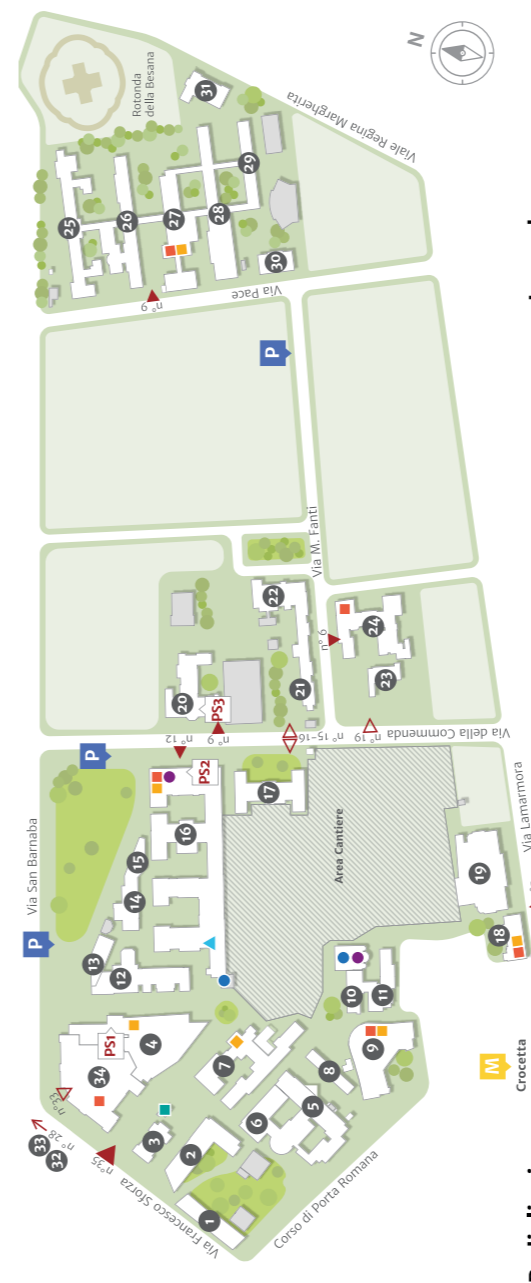 N
Rotonda
della Besana
31
Viale Regina Margherita
25
26
27
28
29
30
n° 9
Via Pace
P
Via M. Fanti
22
21
20
PS3
n° 9
n° 12
n° 15-16
n° 6
24
23
n° 19
Via della Commenda
P
Via San Barnaba
P
PS2
17
16
15
14
13
12
Area Cantiere
19
18
Via Lamarmora
10
11
9
8
7
6
5
4
PS1
34
3
2
1
n°33
n° 28
33
32
n°35
Via Francesco Sforza
Corso di Porta Romana
M
Crocetta